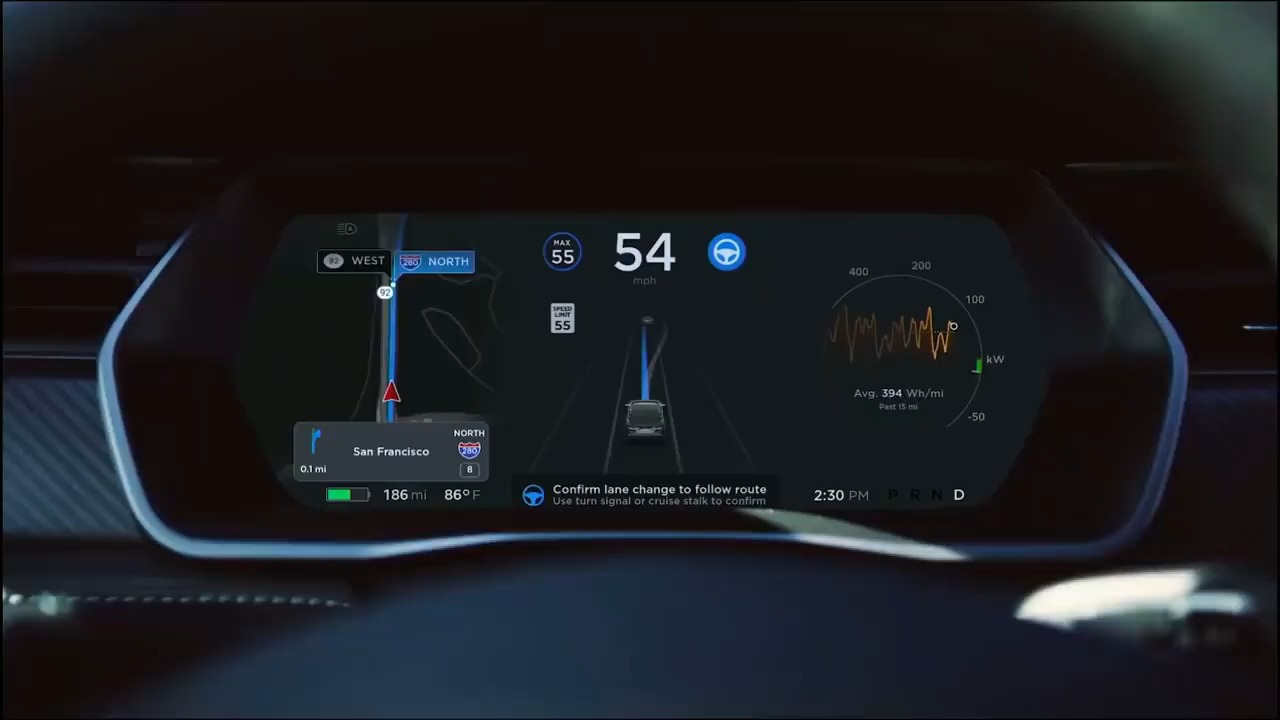 92 WEST
280 NORTH
92
San Francisco
NORTH
280
8
0.1 mi
186 mi 86° F
MAX
55
54
mph
SPEED
LIMIT
55
Confirm lane change to follow route
Use turn signal or cruise stalk to confirm
400
200
100
kW
-50
Avg. 394 Wh/mi
Past 15 mi
2:30 PM P R N D